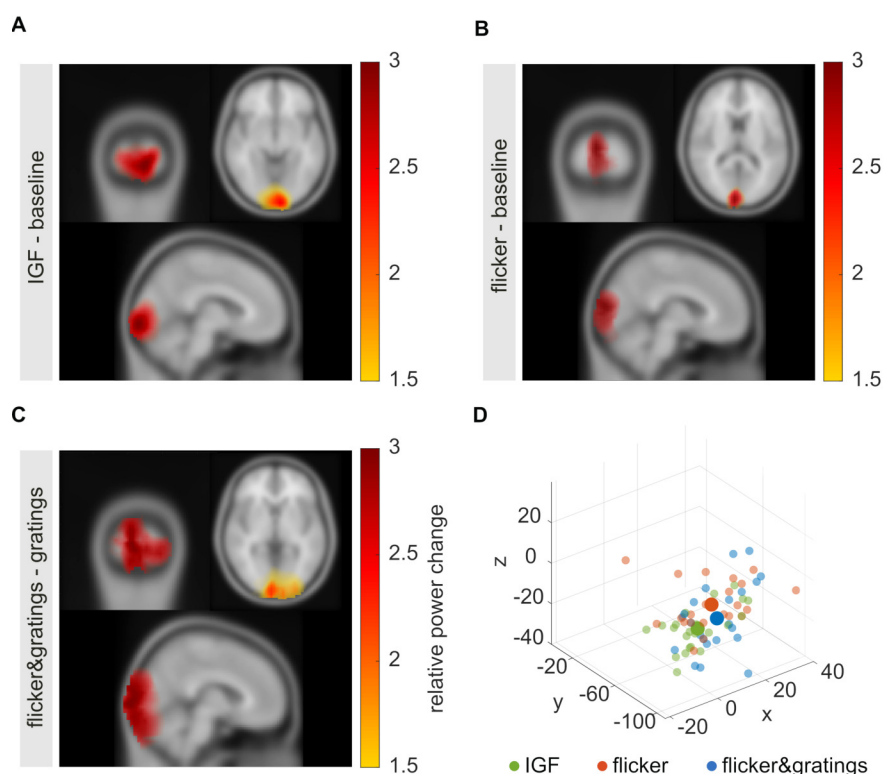 A
IGF - baseline
3
2.5
2
1.5
B
flicker - baseline
3
2.5
2
1.5
C
flicker&gratings - gratings
3
2.5
2
1.5
relative power change
D
z
20
0
-20
-40
y
-20
-60
-100
x
-20
0
20
40
IGF
flicker
flicker&gratings